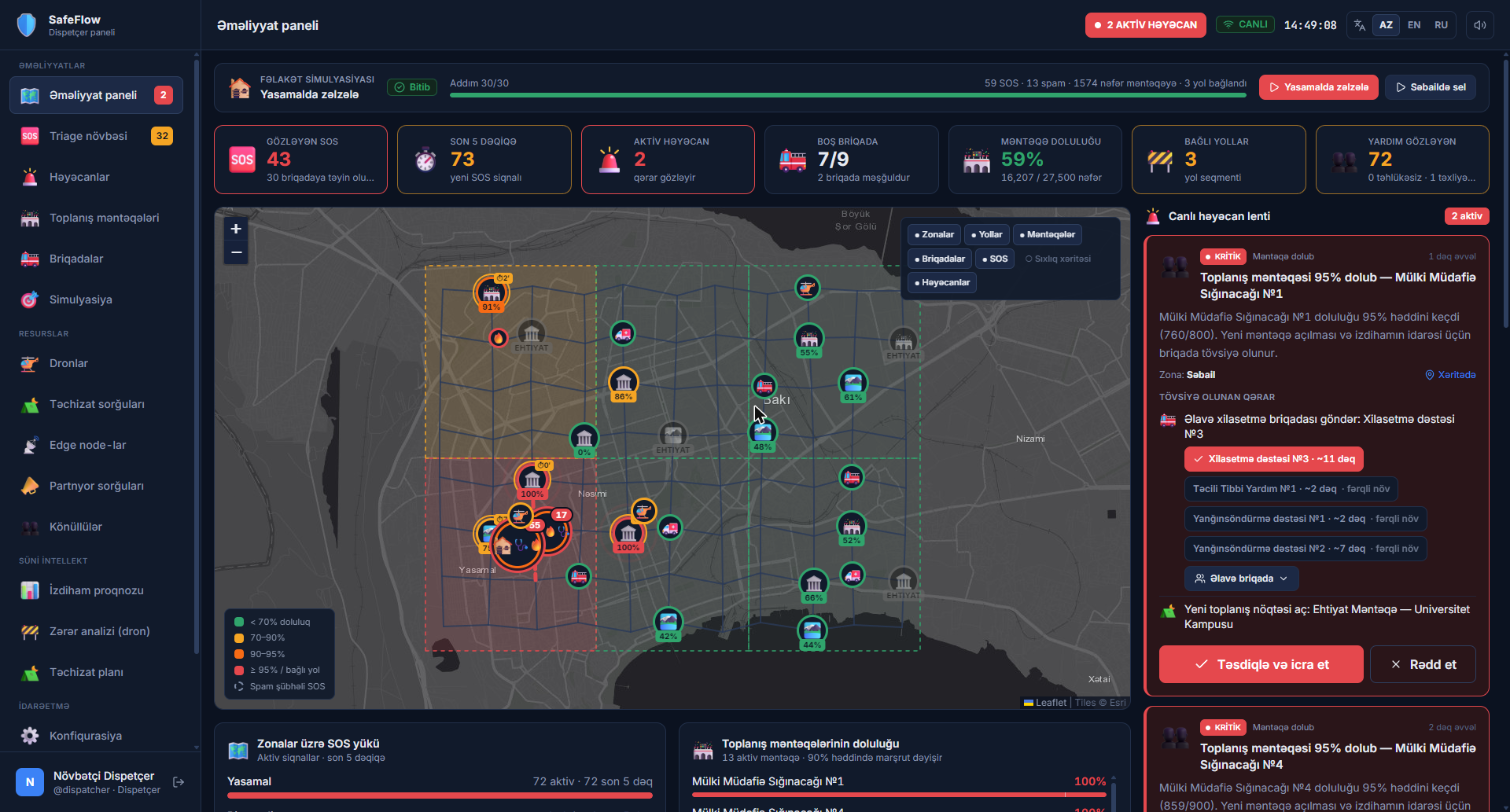 SafeFlow
Dispetçer paneli
ƏMƏLİYYATLAR
Əməliyyat paneli
2
SOS
Triage növbəsi
32
Həyəcanlar
Toplanış məntəqələri
Briqadalar
Simulyasiya
RESURSLAR
Dronlar
Təchizat sorğuları
Edge node-lar
Partnyor sorğuları
Könüllülər
SÜNİ İNTELLEKT
İzdiham proqnozu
Zərər analizi (dron)
Təchizat planı
İDARƏETMƏ
Konfiqurasiya
N
Növbətçi Dispetçer
@dispatcher · Dispetçer
Əməliyyat paneli
2 AKTİV HƏYƏCAN
CANLI
14:49:08
AZ
EN
RU
FƏLAKƏT SİMULYASİYASI
Yasamalda zəlzələ
Bitib
Addım 30/30
59 SOS · 13 spam · 1574 nəfər məntəqəyə · 3 yol bağlandı
Yasamalda zəlzələ
Səbaildə sel
SOS
GÖZLƏYƏN SOS
43
30 briqadaya təyin olu...
SON 5 DƏQİQƏ
73
yeni SOS siqnalı
AKTİV HƏYƏCAN
2
qərar gözləyir
BOŞ BRİQADA
7/9
2 briqada məşğuldur
MƏNTƏQƏ DOLULUĞU
59%
16,207 / 27,500 nəfər
BAĞLI YOLLAR
3
yol seqmenti
YARDIM GÖZLƏYƏN
72
0 təhlükəsiz · 1 təxliyə...
+
−
Böyük
Şor Gölü
Zonalar
Yollar
Məntəqələr
Briqadalar
SOS
Sıxlıq xəritəsi
Həyəcanlar
2'
91%
EHTİYAT
55%
EHTİYAT
86%
61%
Bakı
48%
0%
EHTİYAT
Nizami
0'
100%
Nəsimi
17
65
100%
52%
Yasamal
66%
EHTİYAT
42%
44%
Xətai
< 70% doluluq
70–90%
90–95%
≥ 95% / bağlı yol
Spam şübhəli SOS
Leaflet | Tiles © Esri
Canlı həyəcan lenti
2 aktiv
KRİTİK
Məntəqə dolub
1 dəq əvvəl
Toplanış məntəqəsi 95% dolub — Mülki Müdafiə
Sığınacağı №1
Mülki Müdafiə Sığınacağı №1 doluluğu 95% həddini keçdi
(760/800). Yeni məntəqə açılması və izdihamın idarəsi üçün
briqada tövsiyə olunur.
Zona: Səbail
Xəritədə
TÖVSİYƏ OLUNAN QƏRAR
Əlavə xilasetmə briqadası göndər: Xilasetmə dəstəsi
№3
Xilasetmə dəstəsi №3 · ~11 dəq
Təcili Tibbi Yardım №1 · ~2 dəq · fərqli növ
Yanğınsöndürmə dəstəsi №1 · ~2 dəq · fərqli növ
Yanğınsöndürmə dəstəsi №2 · ~7 dəq · fərqli növ
Əlavə briqada
Yeni toplanış nöqtəsi aç: Ehtiyat Məntəqə — Universitet
Kampusu
Təsdiqlə və icra et
Rədd et
KRİTİK
Məntəqə dolub
2 dəq əvvəl
Toplanış məntəqəsi 95% dolub — Mülki Müdafiə
Sığınacağı №4
Mülki Müdafiə Sığınacağı №4 doluluğu 95% həddini keçdi
(859/900). Yeni məntəqə açılması və izdihamın idarəsi üçün
Zonalar üzrə SOS yükü
Aktiv siqnallar · son 5 dəqiqə
Yasamal
72 aktiv · 72 son 5 dəq
Toplanış məntəqələrinin doluluğu
13 aktiv məntəqə · 90% həddində marşrut dəyişir
Mülki Müdafiə Sığınacağı №1
100%
Mülki Müdafiə Sığınacağı №4
100%